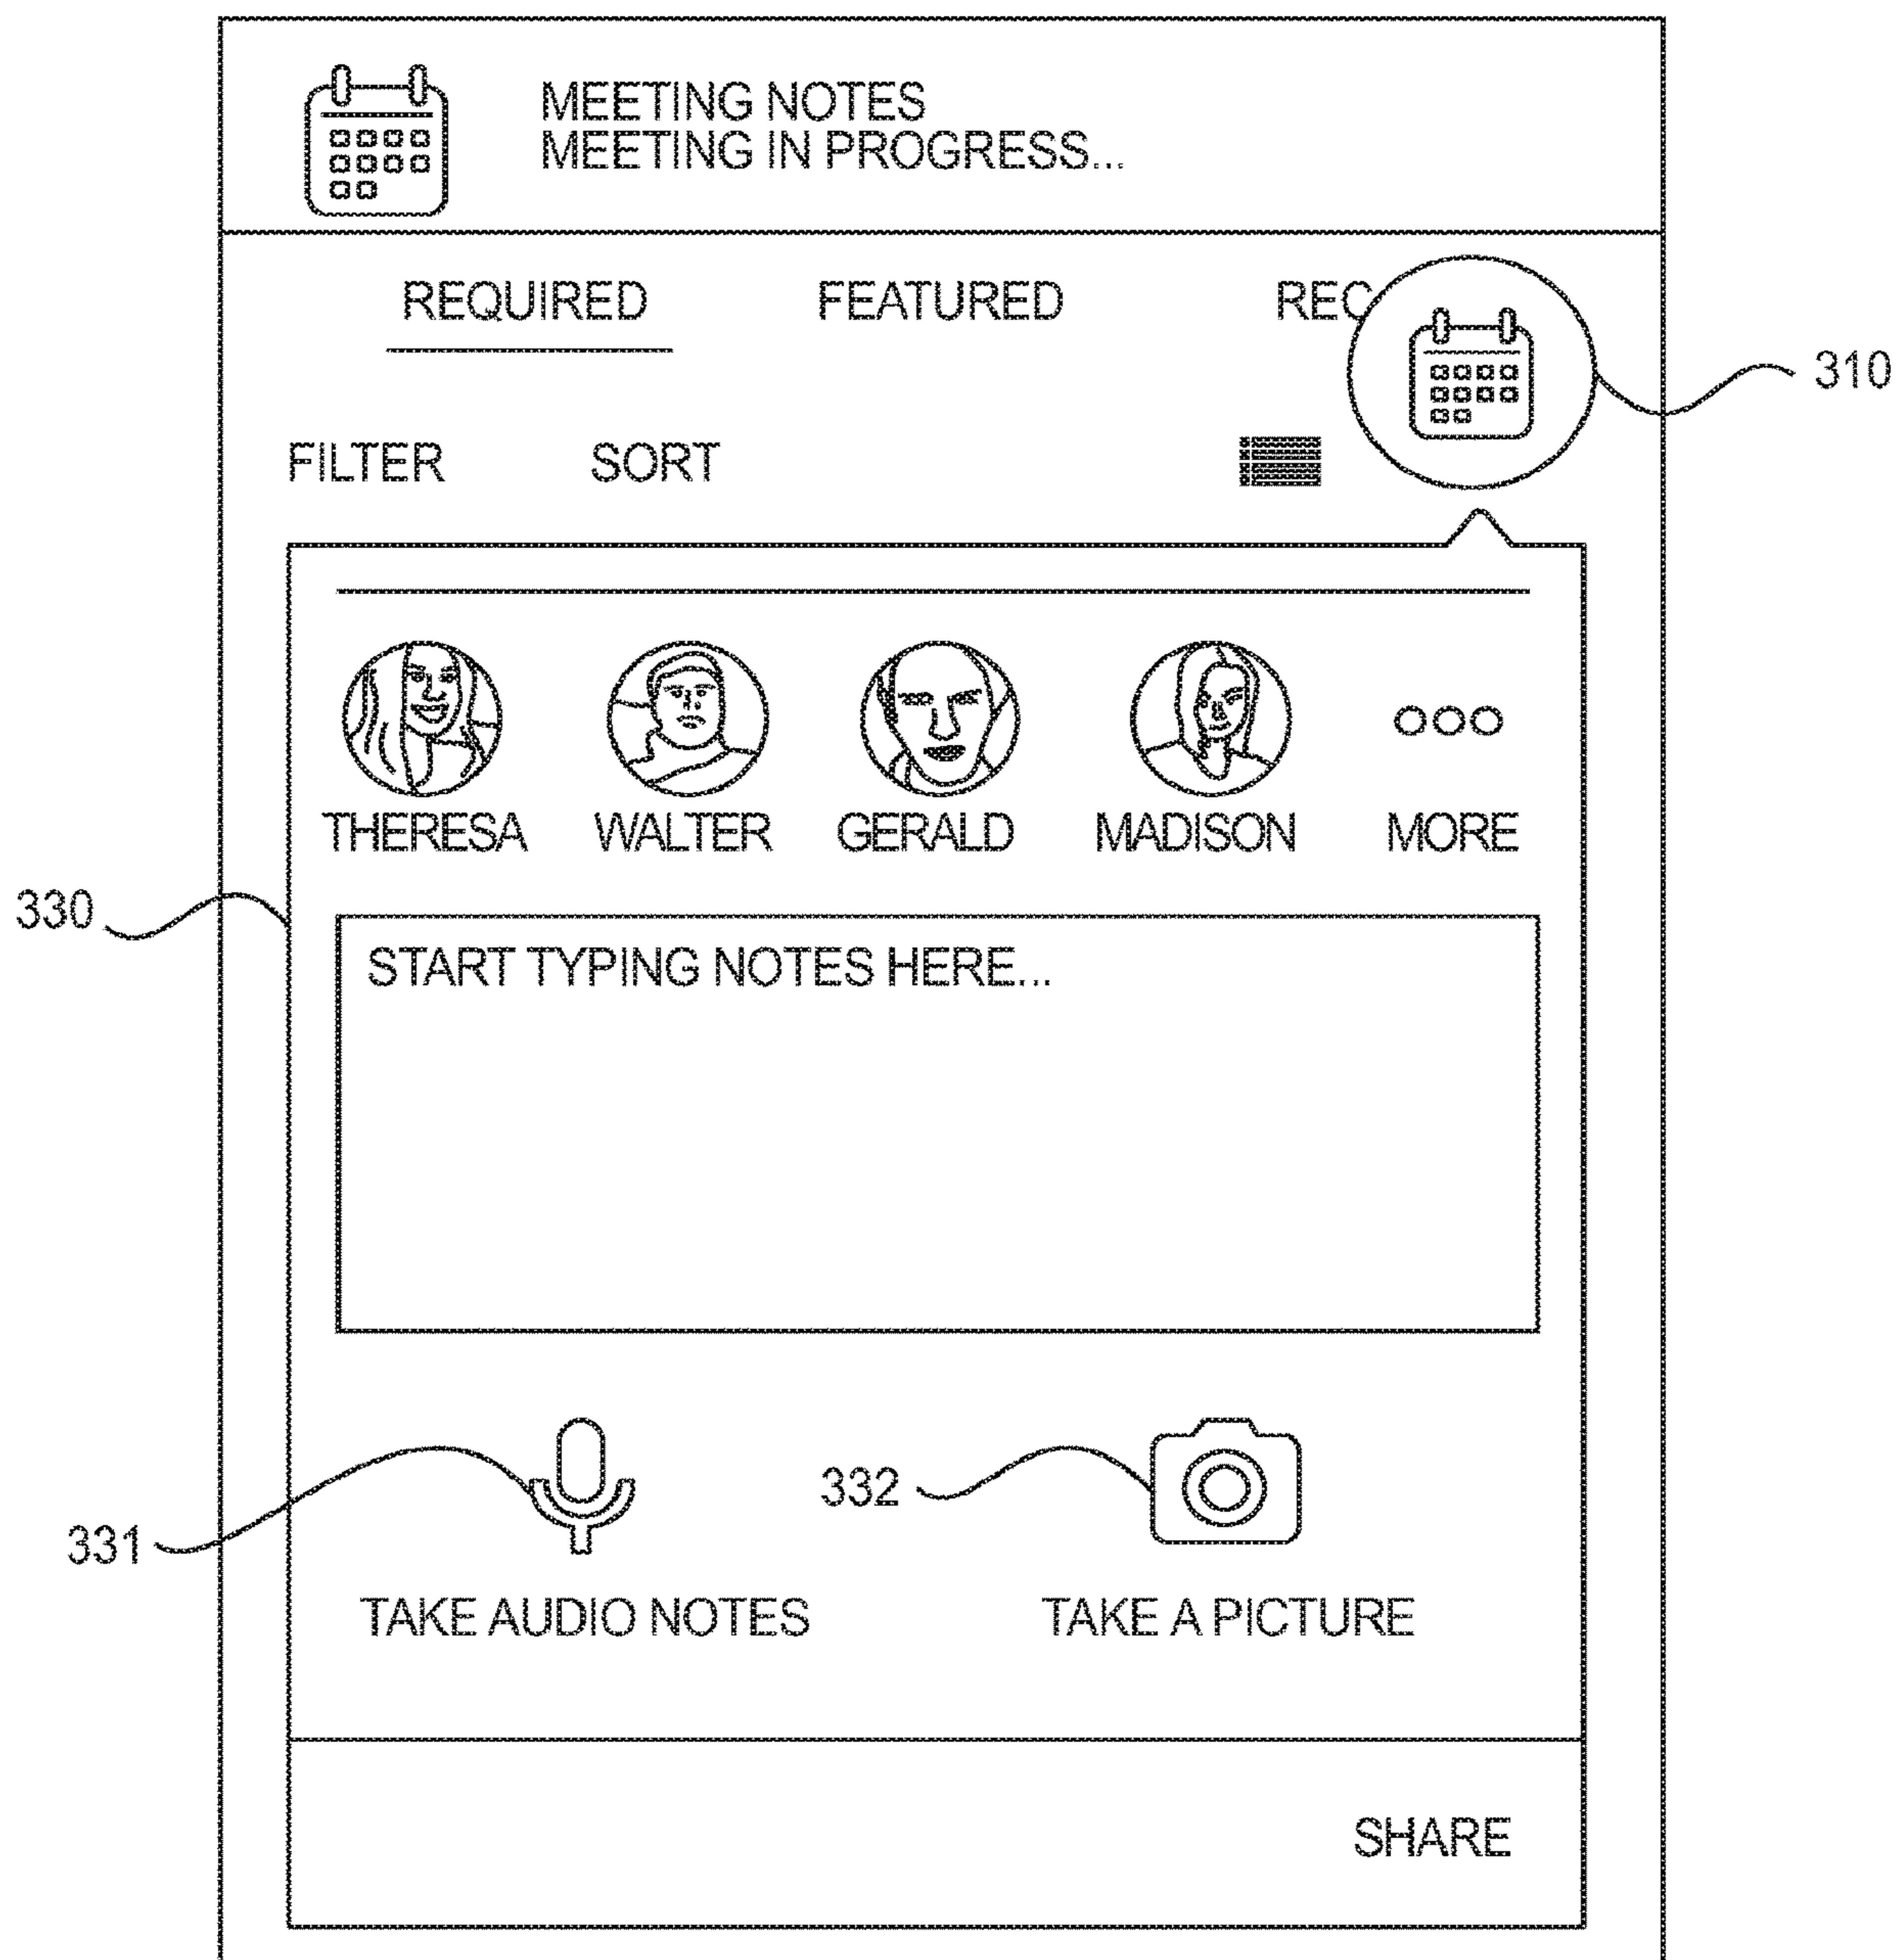 MEETING NOTES
MEETING IN PROGRESS...
REQUIRED FEATURED REC
310
FILTER SORT
THERESA WALTER GERALD MADISON MORE
330
START TYPING NOTES HERE...
332
331
TAKE AUDIO NOTES TAKE A PICTURE
SHARE